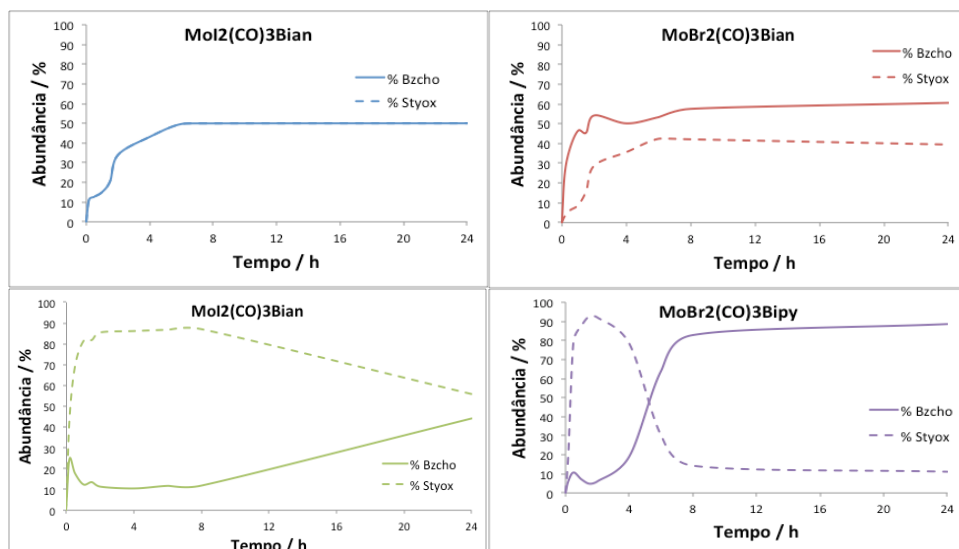 MoI2(CO)3Bian
100
90
80
70
60
50
40
30
20
10
0
Abundância / %
% Bzcho
% Styox
0 4 8 12 16 20 24
Tempo / h
MoBr2(CO)3Bian
100
90
80
70
60
50
40
30
20
10
0
Abundância / %
% Bzcho
% Styox
0 4 8 12 16 20 24
Tempo / h
MoI2(CO)3Bian
100
90
80
70
60
50
40
30
20
10
0
Abundância / %
% Bzcho
% Styox
0 4 8 12 16 20 24
Tempo / h
MoBr2(CO)3Bipy
100
90
80
70
60
50
40
30
20
10
0
Abundância / %
% Bzcho
% Styox
0 4 8 12 16 20 24
Tempo / h